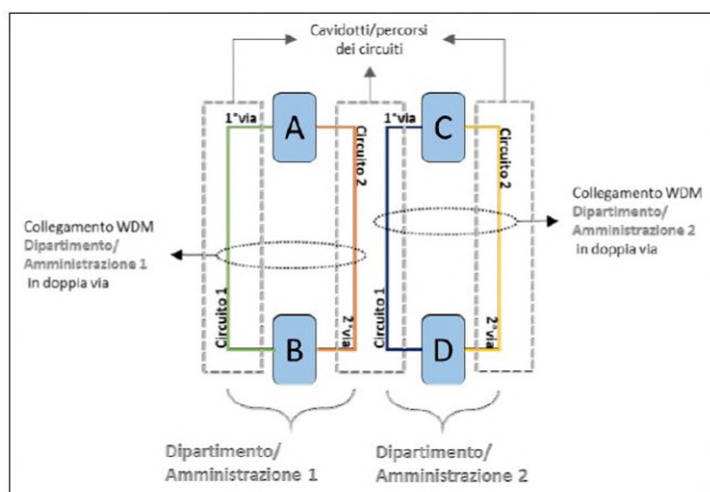 Cavidotti/percorsi
dei circuiti
1°via
A
Circuito 2
1°via
C
Circuito 2
Collegamento WDM
Dipartimento/
Amministrazione 1
in doppia via
Collegamento WDM
Dipartimento/
Amministrazione 2
in doppia via
Circuito 1
B
2°via
Circuito 1
D
2°via
Dipartimento/
Amministrazione 1
Dipartimento/
Amministrazione 2